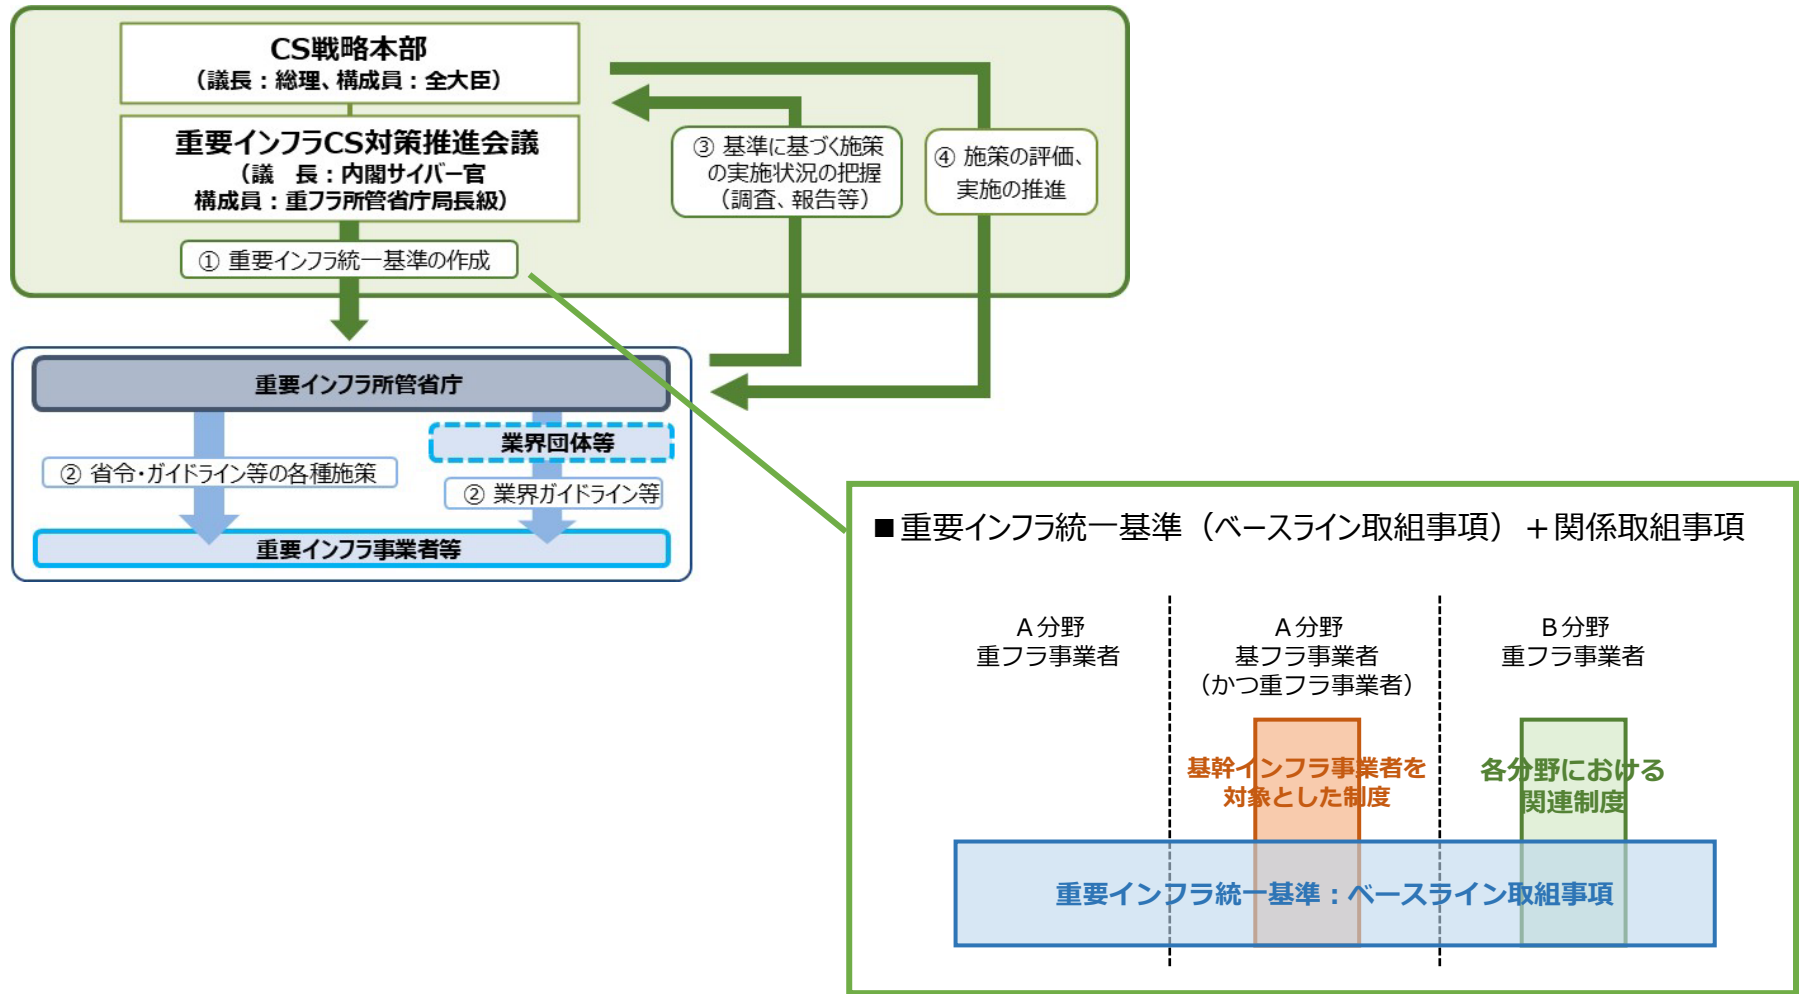 CS戦略本部
（議長：総理、構成員：全大臣）
重要インフラCS対策推進会議
（議　長：内閣サイバー官
構成員：重フラ所管省庁局長級）
① 重要インフラ統一基準の作成
③ 基準に基づく施策
の実施状況の把握
（調査、報告等）
④ 施策の評価、
実施の推進
重要インフラ所管省庁
業界団体等
② 省令・ガイドライン等の各種施策
② 業界ガイドライン等
重要インフラ事業者等
■重要インフラ統一基準（ベースライン取組事項）＋関係取組事項
A分野
重フラ事業者
A分野
基フラ事業者
（かつ重フラ事業者）
B分野
重フラ事業者
基幹インフラ事業者を
対象とした制度
各分野における
関連制度
重要インフラ統一基準：ベースライン取組事項